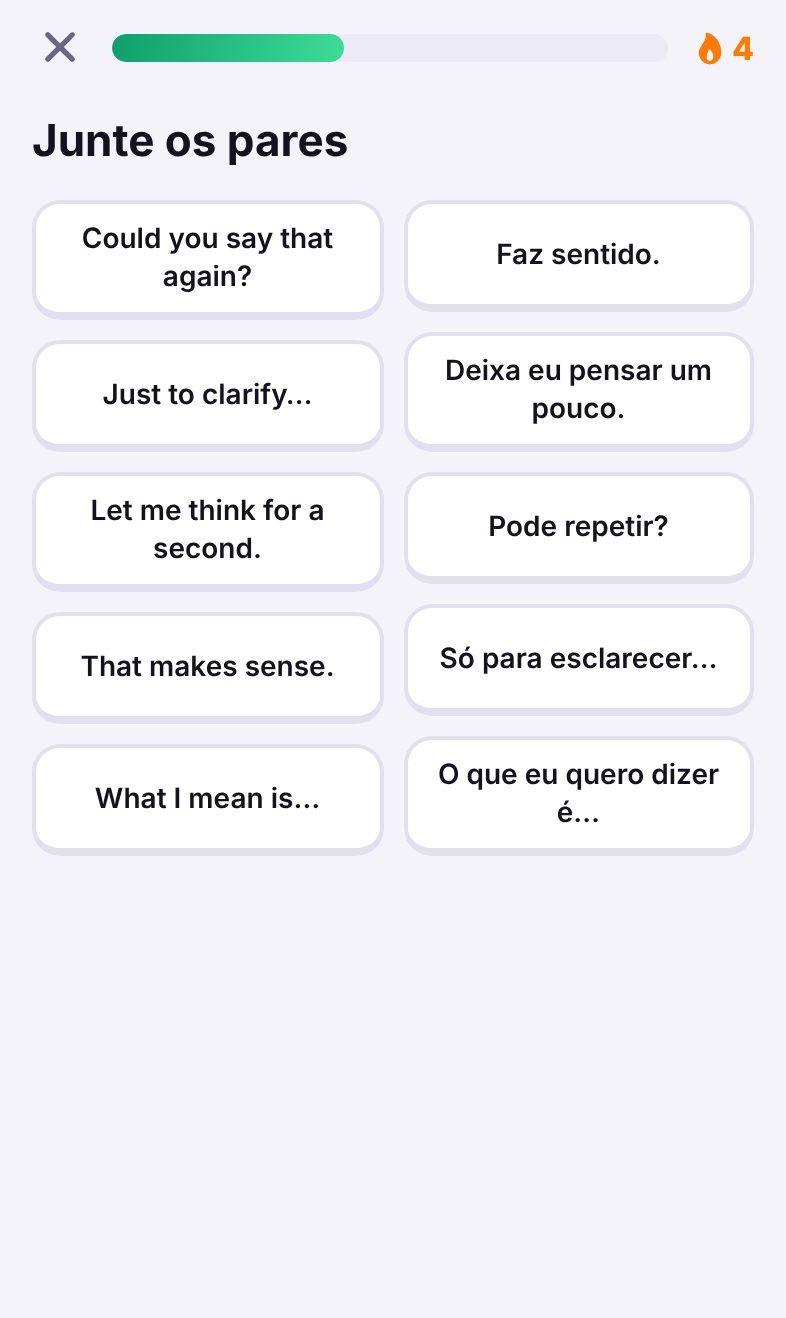 4
Junte os pares
Could you say that
again?
Faz sentido.
Just to clarify...
Deixa eu pensar um
pouco.
Let me think for a
second.
Pode repetir?
That makes sense.
Só para esclarecer...
What I mean is...
O que eu quero dizer
é...